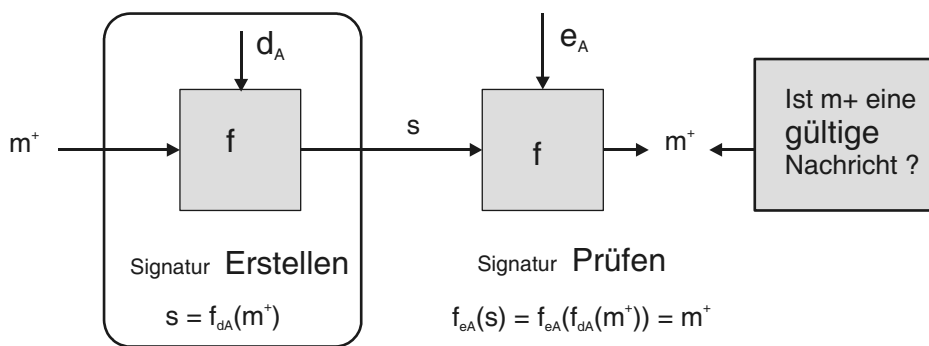 d_A
e_A
m⁺
f
s
f
m⁺
Ist m+ eine
gültige
Nachricht ?
Signatur Erstellen
Signatur Prüfen
s = f_dA(m⁺)
f_eA(s) = f_eA(f_dA(m⁺)) = m⁺